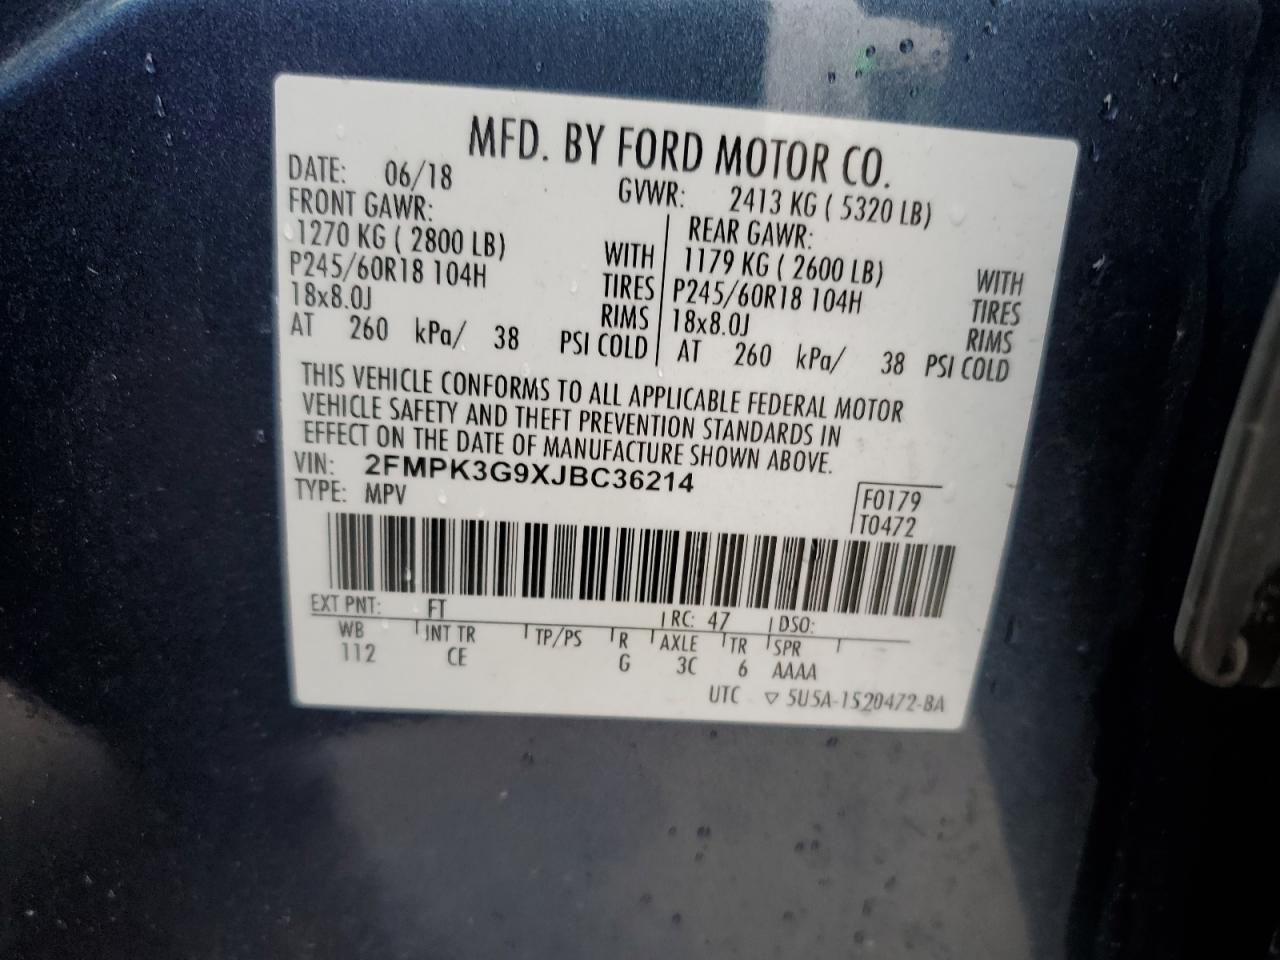 MFD. BY FORD MOTOR CO.
DATE: 06/18 GVWR: 2413 KG ( 5320 LB)
FRONT GAWR: REAR GAWR:
1270 KG ( 2800 LB) WITH 1179 KG ( 2600 LB) WITH
P245/60R18 104H TIRES P245/60R18 104H TIRES
18x8.0J RIMS 18x8.0J RIMS
AT 260 kPa/ 38 PSI COLD AT 260 kPa/ 38 PSI COLD
THIS VEHICLE CONFORMS TO ALL APPLICABLE FEDERAL MOTOR
VEHICLE SAFETY AND THEFT PREVENTION STANDARDS IN
EFFECT ON THE DATE OF MANUFACTURE SHOWN ABOVE.
VIN: 2FMPK3G9XJBC36214
TYPE: MPV F0179
T0472
EXT PNT: FT RC: 47 DSO:
WB INT TR TP/PS R AXLE TR SPR
112 CE G 3C 6 AAAA
UTC ▽ 5U5A-1520472-BA